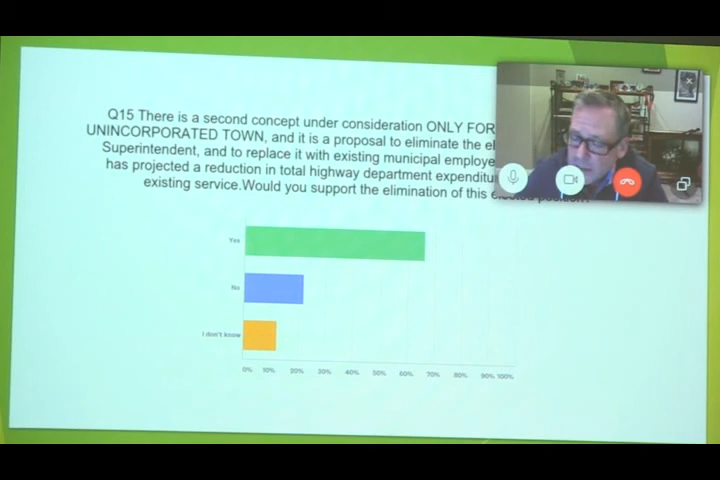 Q15 There is a second concept under consideration ONLY FOR
UNINCORPORATED TOWN, and it is a proposal to eliminate the
Superintendent, and to replace it with existing municipal
has projected a reduction in total highway department
existing service.Would you support the elimination of this elected position?
Yes
No
I don't know
0% 10% 20% 30% 40% 50% 60% 70% 80% 90% 100%